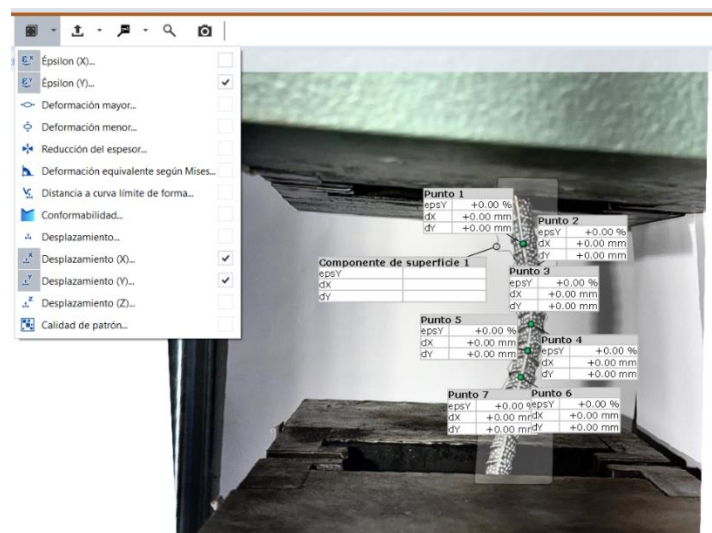 Épsilon (X)...
Épsilon (Y)...
Deformación mayor...
Deformación menor...
Reducción del espesor...
Deformación equivalente según Mises...
Distancia a curva límite de forma...
Conformabilidad...
Desplazamiento...
Desplazamiento (X)...
Desplazamiento (Y)...
Desplazamiento (Z)...
Calidad de patrón...
Punto 1
epsY +0.00 %
dX +0.00 mm
dY +0.00 mm
Punto 2
epsY +0.00 %
dX +0.00 mm
dY +0.00 mm
Componente de superficie 1
epsY
dX
dY
Punto 3
epsY +0.00 %
dX +0.00 mm
dY +0.00 mm
Punto 5
epsY +0.00 %
dX +0.00 mm
dY +0.00 mm
Punto 4
epsY +0.00 %
dX +0.00 mm
dY +0.00 mm
Punto 7
epsY +0.00 %
dX +0.00 mm
dY +0.00 mm
Punto 6
epsY +0.00 %
dX +0.00 mm
dY +0.00 mm